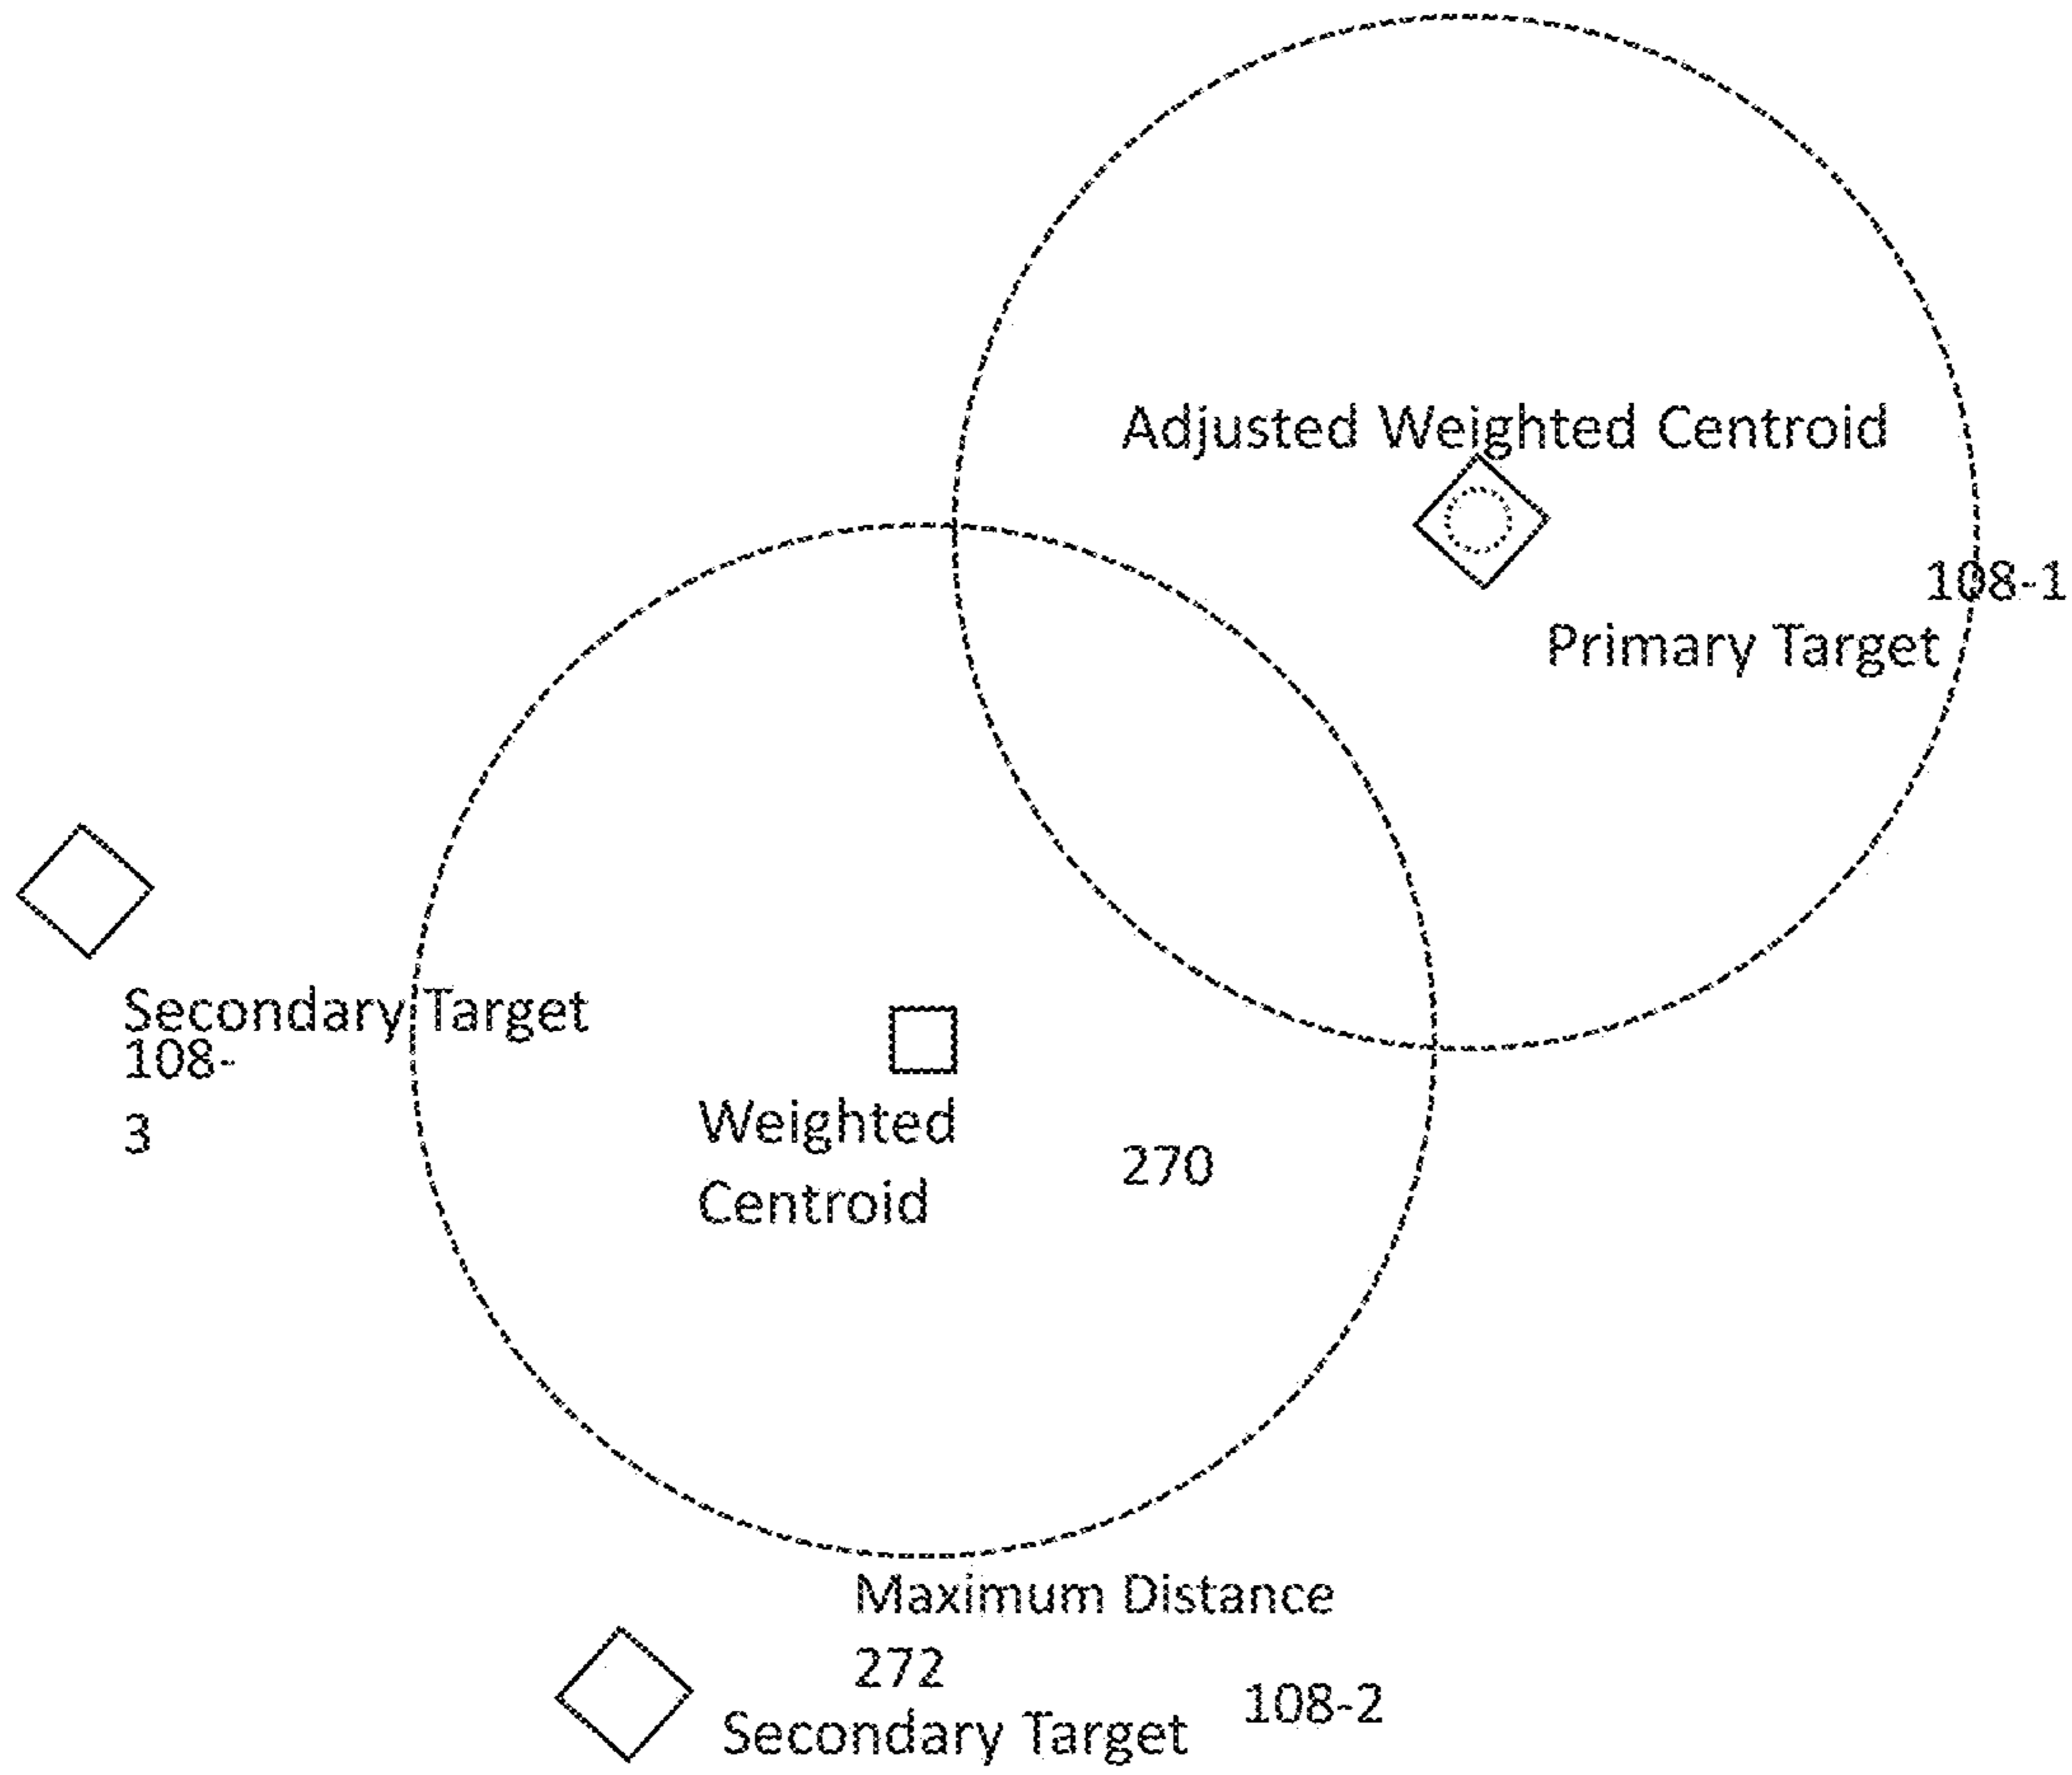 Adjusted Weighted Centroid
108-1
Primary Target
Secondary Target
108-
3
Weighted
Centroid
270
Maximum Distance
272
Secondary Target
108-2